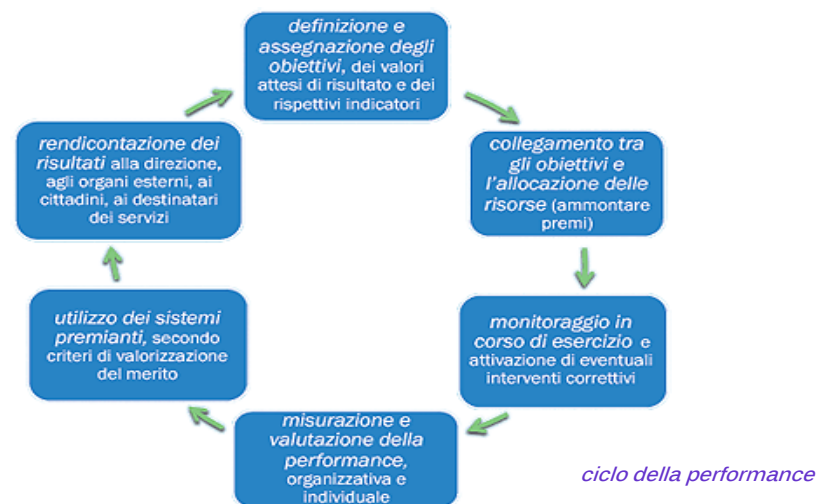 definizione e
assegnazione degli
obiettivi, dei valori
attesi di risultato e dei
rispettivi indicatori
collegamento tra
gli obiettivi e
l'allocazione delle
risorse (ammontare
premi)
monitoraggio in
corso di esercizio e
attivazione di eventuali
interventi correttivi
misurazione e
valutazione della
performance,
organizzativa e
individuale
utilizzo dei sistemi
premianti, secondo
criteri di valorizzazione
del merito
rendicontazione dei
risultati alla direzione,
agli organi esterni, ai
cittadini, ai destinatari
dei servizi
ciclo della performance